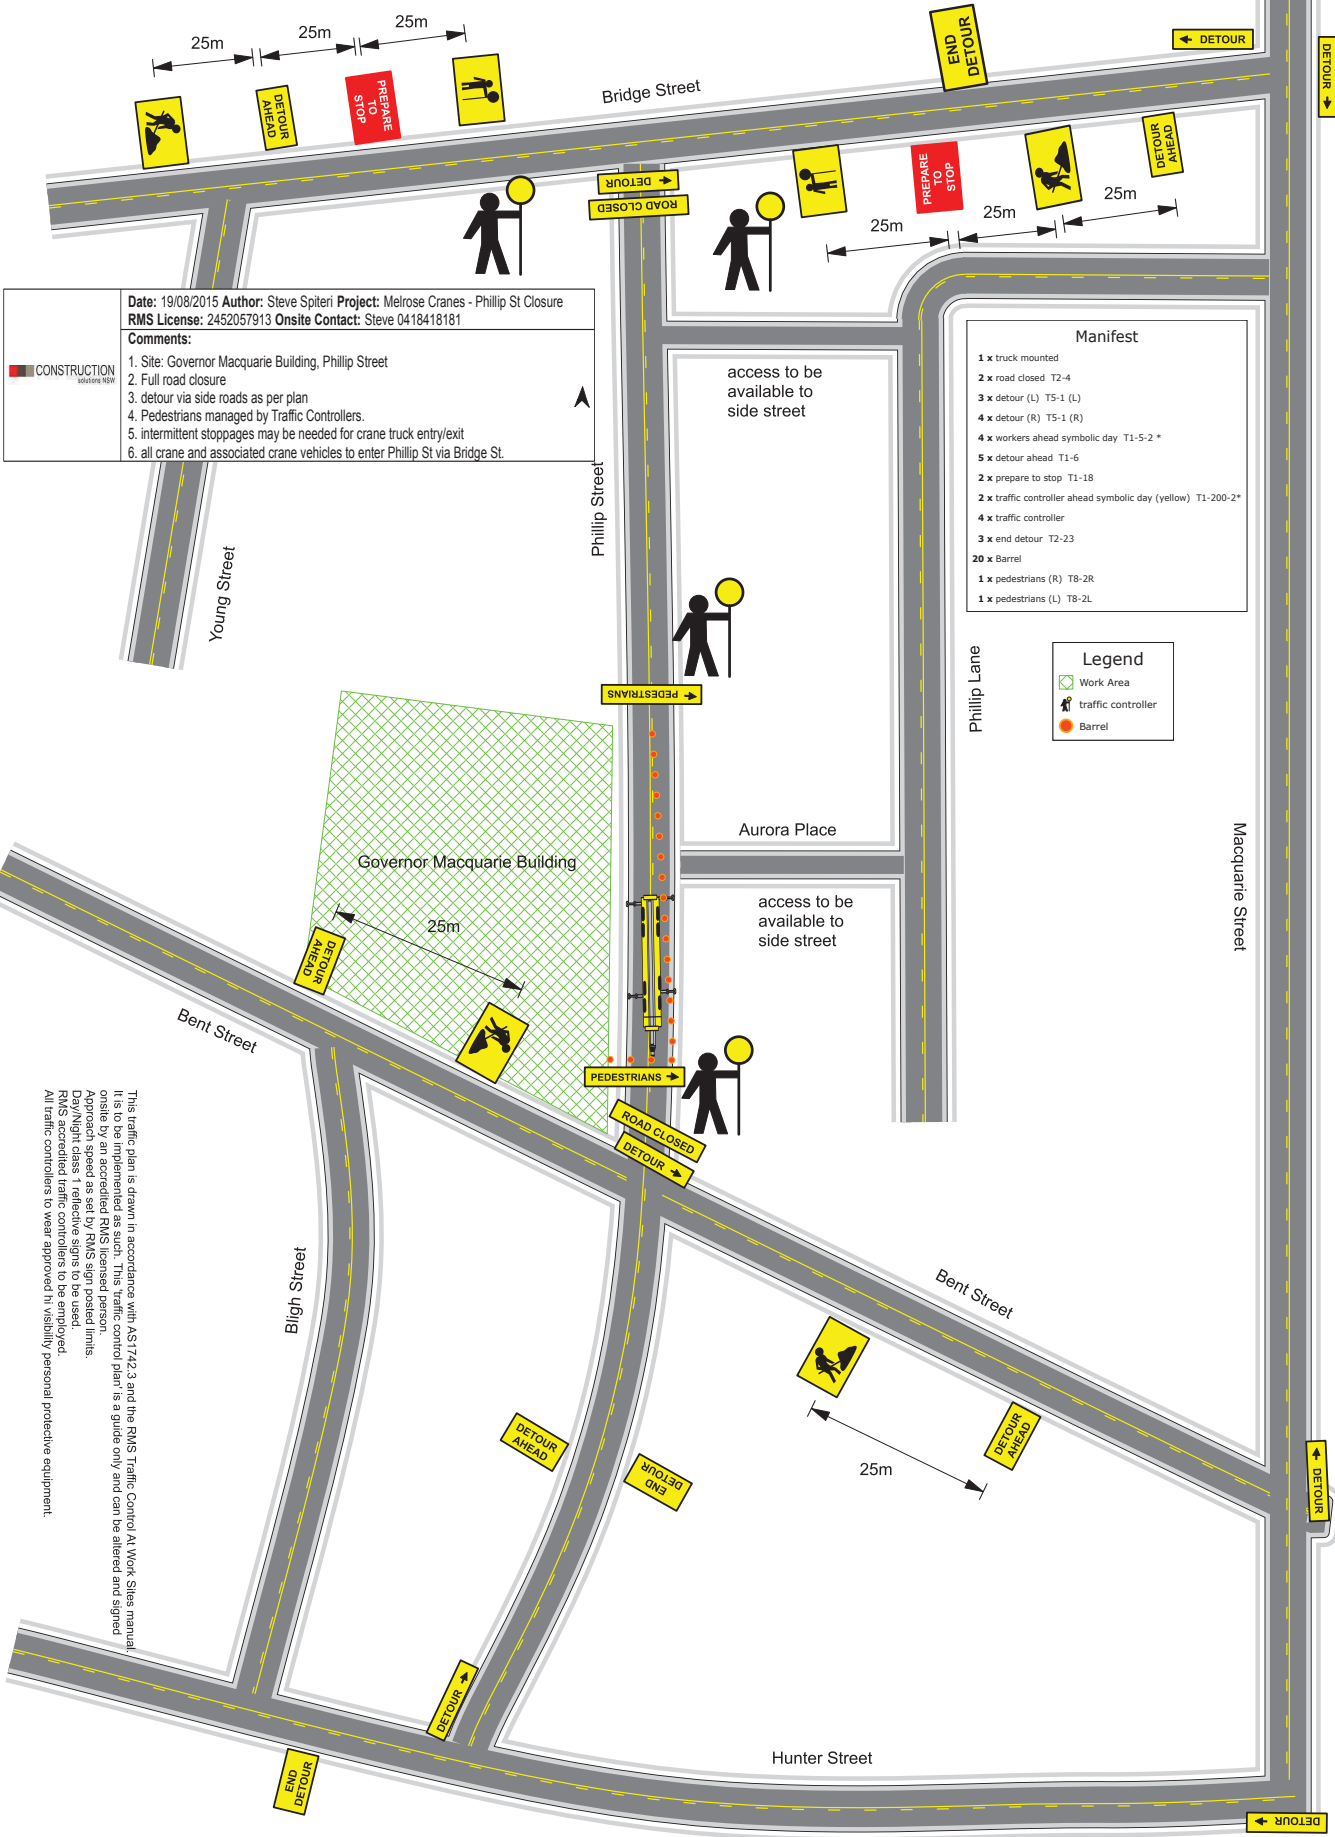 25m
25m
25m
DETOUR
AHEAD
PREPARE
TO
STOP
Bridge Street
END
DETOUR
DETOUR
DETOUR
DETOUR
ROAD CLOSED
PREPARE
TO
STOP
DETOUR
AHEAD
25m
25m
25m
CONSTRUCTION
solutions NSW
Date: 19/08/2015 Author: Steve Spiteri Project: Melrose Cranes - Phillip St Closure
RMS License: 2452057913 Onsite Contact: Steve 0418418181
Comments:
1. Site: Governor Macquarie Building, Phillip Street
2. Full road closure
3. detour via side roads as per plan
4. Pedestrians managed by Traffic Controllers.
5. intermittent stoppages may be needed for crane truck entry/exit
6. all crane and associated crane vehicles to enter Phillip St via Bridge St.
access to be
available to
side street
Manifest
1 x truck mounted
2 x road closed T2-4
3 x detour (L) T5-1 (L)
4 x detour (R) T5-1 (R)
4 x workers ahead symbolic day T1-5-2 *
5 x detour ahead T1-6
2 x prepare to stop T1-18
2 x traffic controller ahead symbolic day (yellow) T1-200-2*
4 x traffic controller
3 x end detour T2-23
20 x Barrel
1 x pedestrians (R) T8-2R
1 x pedestrians (L) T8-2L
Phillip Street
Young Street
Phillip Lane
Legend
Work Area
traffic controller
Barrel
PEDESTRIANS
Aurora Place
Macquarie Street
Governor Macquarie Building
access to be
available to
side street
25m
DETOUR
AHEAD
Bent Street
PEDESTRIANS
ROAD CLOSED
DETOUR
This traffic plan is drawn in accordance with AS1742.3 and the RMS Traffic Control At Work Sites manual.
It is to be implemented as such. This 'traffic control plan' is a guide only and can be altered and signed
onsite by an accredited RMS licensed person.
Approach speed as set by RMS sign posted limits.
Day/Night class 1 reflective signs to be used.
RMS accredited traffic controllers to be employed.
All traffic controllers to wear approved hi visibility personal protective equipment.
Bligh Street
Bent Street
DETOUR
AHEAD
END
DETOUR
25m
DETOUR
AHEAD
DETOUR
DETOUR
Hunter Street
END
DETOUR
DETOUR